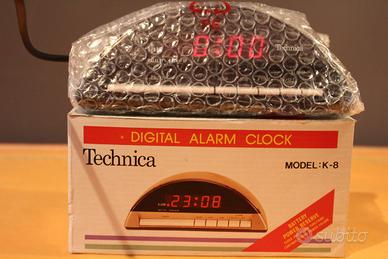 0:00
Technica
DIGITAL ALARM CLOCK
Technica
MODEL:K-8
23:08
BATTERY
POWER RESERVE
subito